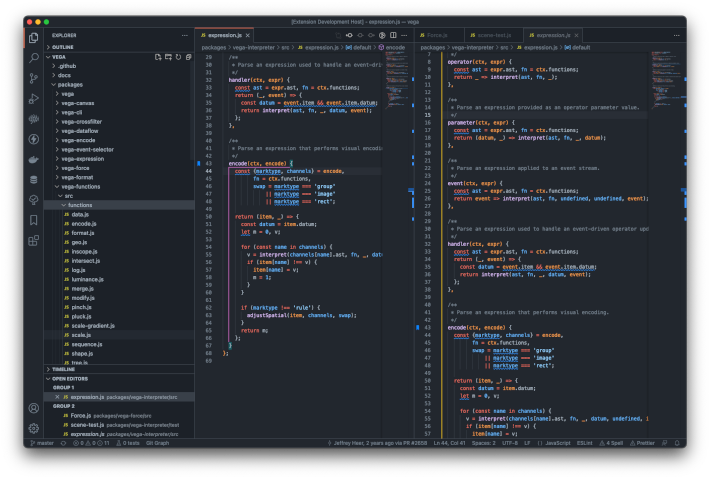 [Extension Development Host] - expression.js — vega
EXPLORER
OUTLINE
VEGA
.github
docs
packages
vega
vega-canvas
vega-cli
vega-crossfilter
vega-dataflow
vega-encode
vega-event-selector
vega-expression
vega-force
vega-format
vega-functions
src
functions
data.js
encode.js
format.js
geo.js
inscope.js
intersect.js
log.js
luminance.js
merge.js
modify.js
pinch.js
pluck.js
scale-gradient.js
scale.js
sequence.js
shape.js
tree.js
TIMELINE
OPEN EDITORS
GROUP 1
expression.js packages/vega-interpreter/src
GROUP 2
Force.js packages/vega-force/src
scene-test.js packages/vega-interpreter/test
expression.js packages/vega-interpreter/src
JS expression.js
packages > vega-interpreter > src > JS expression.js > default > encode
29 /**
* Parse an expression used to handle an event-driv
*/
handler(ctx, expr) {
const ast = expr.ast, fn = ctx.functions;
return (_, event) => {
const datum = event.item && event.item.datum;
return interpret(ast, fn, _, datum, event);
};
},
/**
* Parse an expression that performs visual encodin
*/
43 encode(ctx, encode) {
44 const {marktype, channels} = encode,
45 fn = ctx.functions,
46 swap = marktype === 'group'
47 || marktype === 'image'
48 || marktype === 'rect';
49
50 return (item, _) => {
51 const datum = item.datum;
52 let m = 0, v;
53
54 for (const name in channels) {
55 v = interpret(channels[name].ast, fn, _, dat
56 if (item[name] !== v) {
57 item[name] = v;
58 m = 1;
59 }
60 }
61
62 if (marktype !== 'rule') {
63 adjustSpatial(item, channels, swap);
64 }
65 return m;
66 };
67 }
68 };
69
JS Force.js JS scene-test.js JS expression.js
packages > vega-interpreter > src > JS expression.js > default
7 */
8 operator(ctx, expr) {
9 const ast = expr.ast, fn = ctx.functions;
10 return _ => interpret(ast, fn, _);
11 },
12
13 /**
14 * Parse an expression provided as an operator parameter value.
15 */
16 parameter(ctx, expr) {
17 const ast = expr.ast, fn = ctx.functions;
18 return (datum, _) => interpret(ast, fn, _, datum);
19 },
20
21 /**
22 * Parse an expression applied to an event stream.
23 */
24 event(ctx, expr) {
25 const ast = expr.ast, fn = ctx.functions;
26 return event => interpret(ast, fn, undefined, undefined, event);
27 },
28
29 /**
30 * Parse an expression used to handle an event-driven operator upd
31 */
32 handler(ctx, expr) {
33 const ast = expr.ast, fn = ctx.functions;
34 return (_, event) => {
35 const datum = event.item && event.item.datum;
36 return interpret(ast, fn, _, datum, event);
37 };
38 },
39
40 /**
41 * Parse an expression that performs visual encoding.
42 */
43 encode(ctx, encode) {
44 const {marktype, channels} = encode,
45 fn = ctx.functions,
46 swap = marktype === 'group'
47 || marktype === 'image'
48 || marktype === 'rect';
49
50 return (item, _) => {
51 const datum = item.datum;
52 let m = 0, v;
53
54 for (const name in channels) {
55 v = interpret(channels[name].ast, fn, _, datum, undefined, i
56 if (item[name] !== v) {
57 item[name] = v;
master 0 0 11 0 tests Git Graph Jeffrey Heer, 2 years ago via PR #2658 Ln 44, Col 41 Spaces: 2 UTF-8 LF {} JavaScript ESLint 4 Spell Prettier